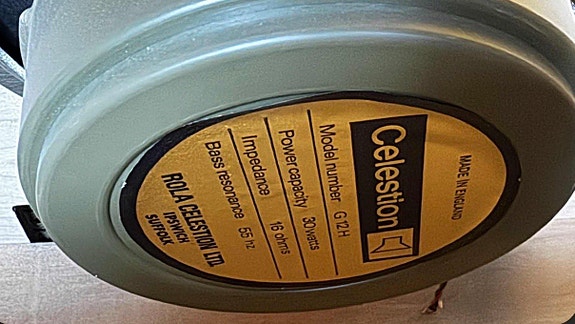 MADE IN ENGLAND
Celestion
Model number G12H
Power capacity 30 watts
Impedance 16 ohms
Bass resonance 55 hz
ROLA CELESTION LTD.
IPSWICH
SUFFOLK